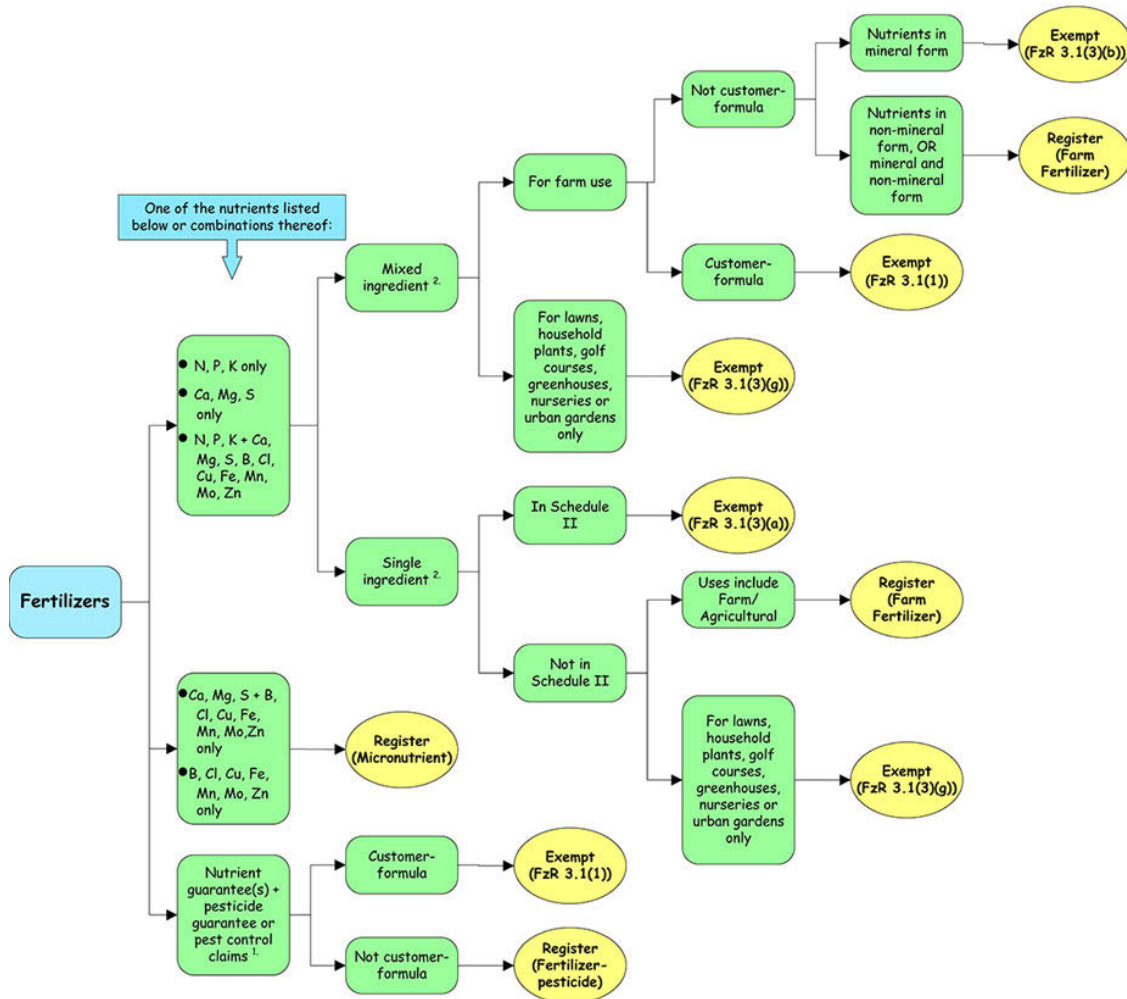 Fertilizers
One of the nutrients listed
below or combinations thereof:
● N, P, K only
● Ca, Mg, S
only
● N, P, K + Ca,
Mg, S, B, Cl,
Cu, Fe, Mn,
Mo, Zn
Mixed
ingredient 2.
For farm use
Not customer-
formula
Nutrients in
mineral form
Exempt
(FzR 3.1(3)(b))
Nutrients in
non-mineral
form, OR
mineral and
non-mineral
form
Register
(Farm
Fertilizer)
Customer-
formula
Exempt
(FzR 3.1(1))
For lawns,
household
plants, golf
courses,
greenhouses,
nurseries or
urban gardens
only
Exempt
(FzR 3.1(3)(g))
Single
ingredient 2.
In Schedule
II
Exempt
(FzR 3.1(3)(a))
Not in
Schedule II
Uses include
Farm/
Agricultural
Register
(Farm
Fertilizer)
For lawns,
household
plants, golf
courses,
greenhouses,
nurseries or
urban gardens
only
Exempt
(FzR 3.1(3)(g))
● Ca, Mg, S + B,
Cl, Cu, Fe,
Mn, Mo,Zn
only
● B, Cl, Cu, Fe,
Mn, Mo, Zn
only
Register
(Micronutrient)
Nutrient
guarantee(s) +
pesticide
guarantee or
pest control
claims 1.
Customer-
formula
Exempt
(FzR 3.1(1))
Not customer-
formula
Register
(Fertilizer-
pesticide)